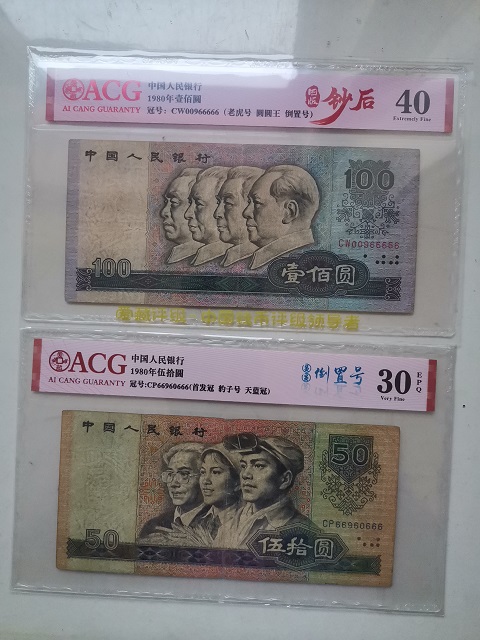 ACG
AI CANG GUARANTY
中国人民银行
1980年壹佰圆
冠号：CW00966666（老虎号 圆圆王 倒置号）
钞后
40
Extremely Fine
中国人民银行
100
CW00966666
100
壹佰圆
ACG
AI CANG GUARANTY
中国人民银行
1980年伍拾圆
冠号:CP66960666(首发冠 豹子号 天蓝冠)
倒置号
30
EPQ
Very Fine
中国人民银行
50
CP66960666
50
伍拾圆